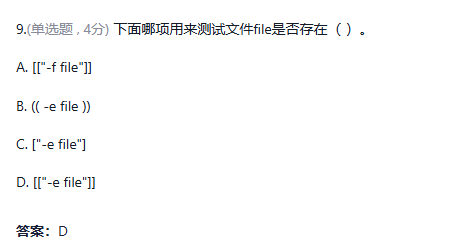 9.(单选题 , 4分) 下面哪项用来测试文件file是否存在（ ）。
A. [["-f file"]]
B. (( -e file ))
C. ["-e file"]
D. [["-e file"]]
答案：D